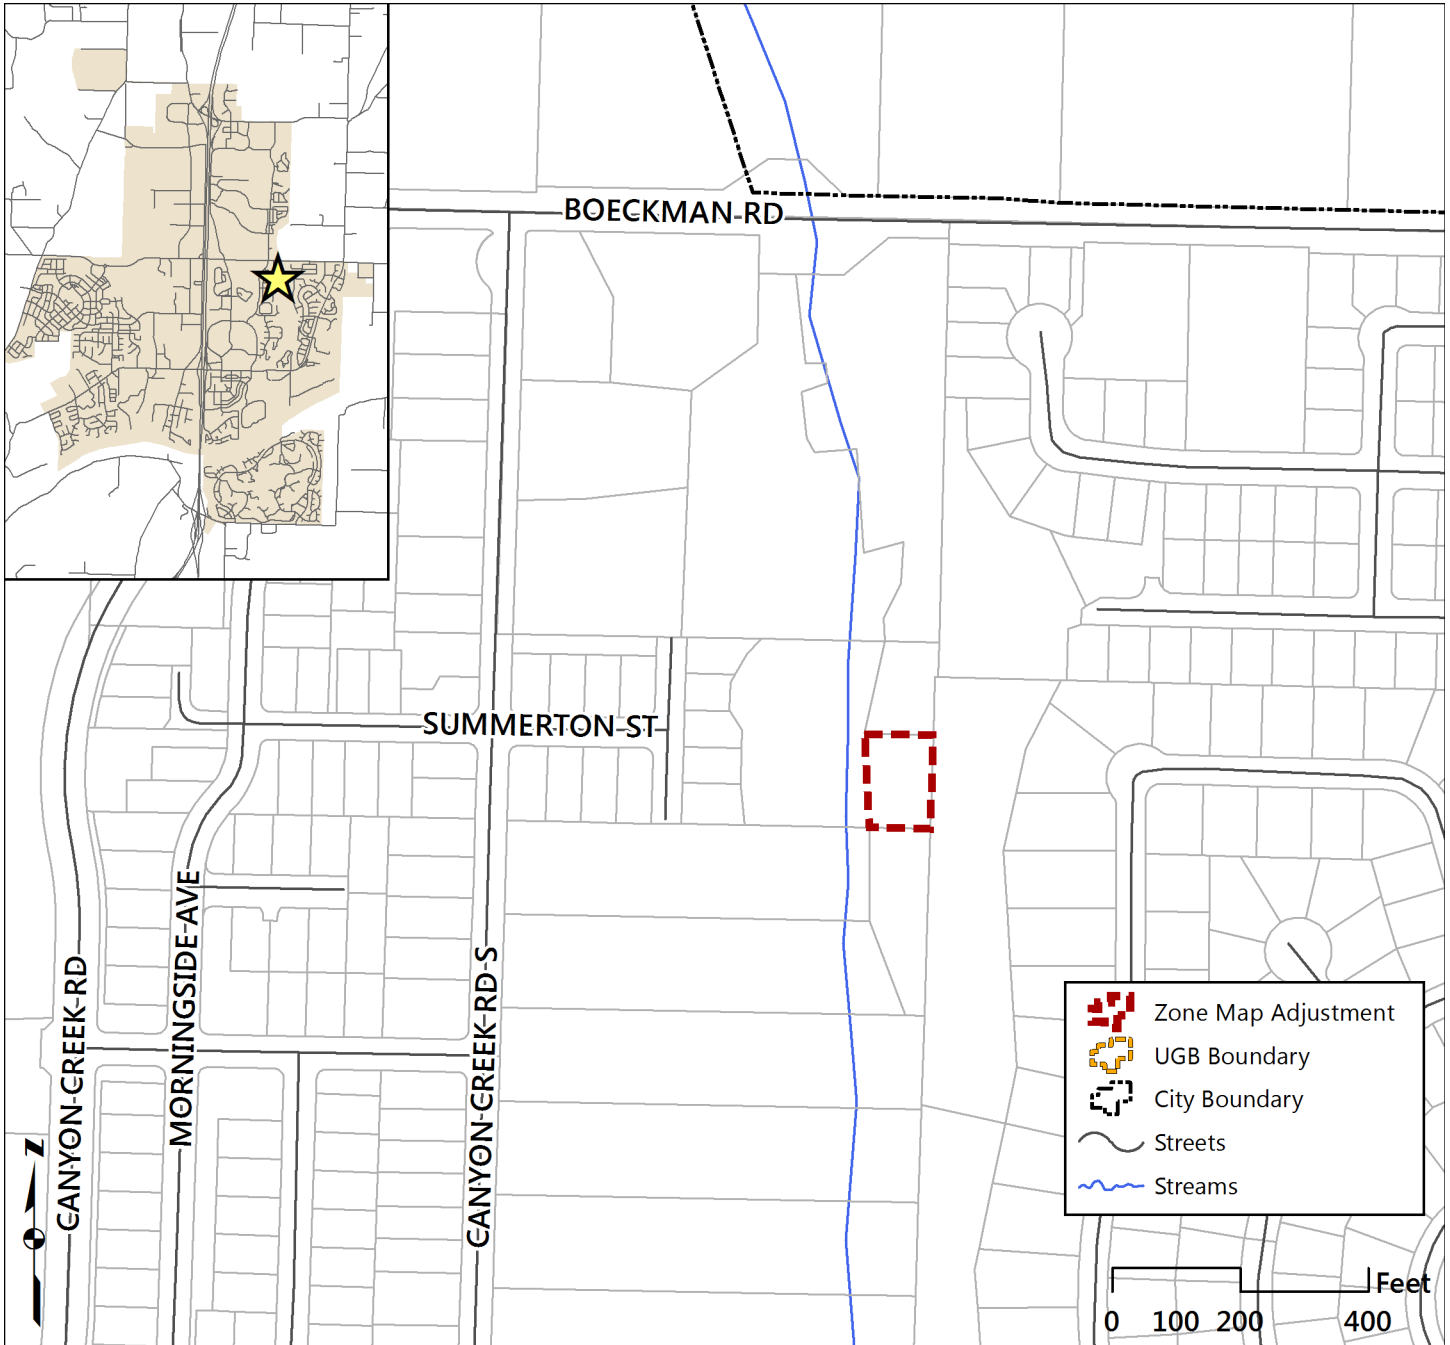 BOECKMAN RD
SUMMERTON ST
CANYON CREEK RD
MORNINGSIDE AVE
CANYON CREEK RD S
Zone Map Adjustment
UGB Boundary
City Boundary
Streets
Streams
Z
Feet
0 100 200 400